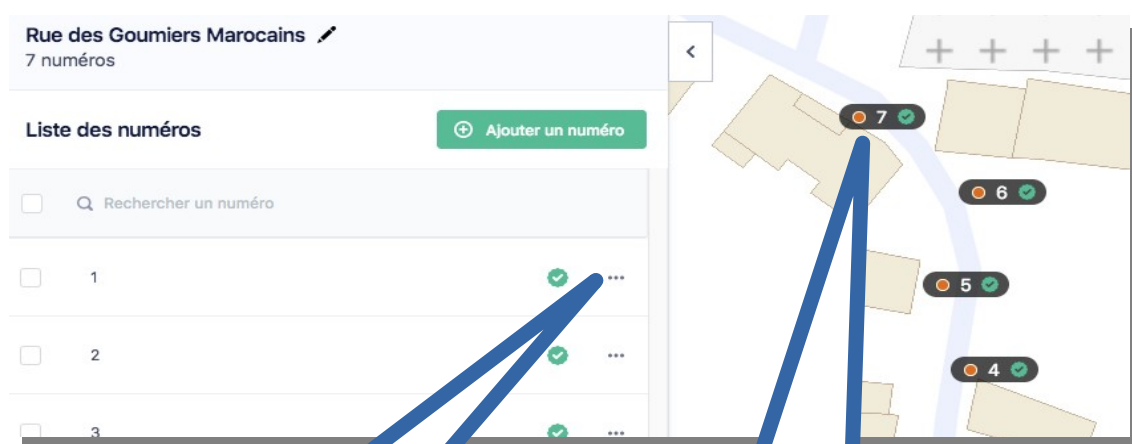 Rue des Goumiers Marocains
7 numéros
Liste des numéros
Ajouter un numéro
Rechercher un numéro
1
2
3
7
6
5
4